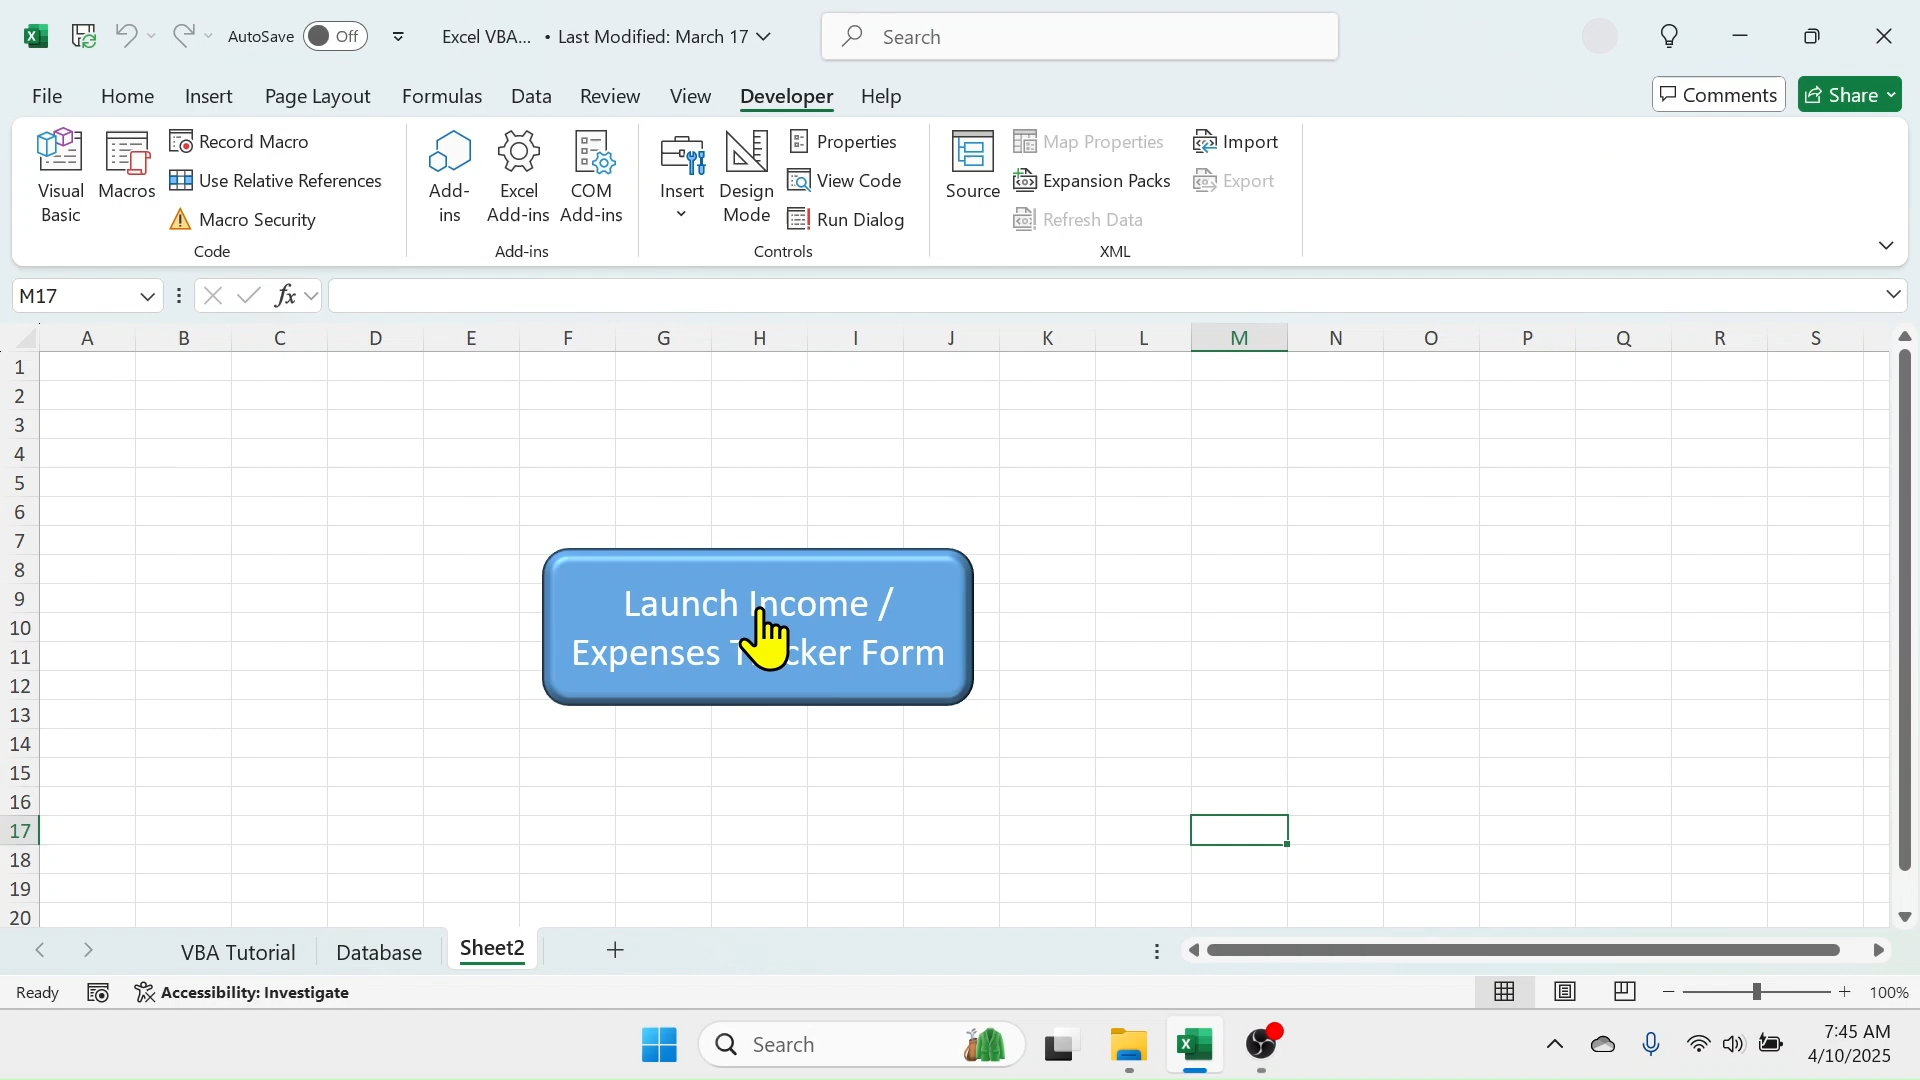 AutoSave Off Excel VBA... • Last Modified: March 17 Search
File Home Insert Page Layout Formulas Data Review View Developer Help Comments Share
Visual Basic
Macros
Record Macro
Use Relative References
Macro Security
Code
Add-ins
Excel Add-ins
COM Add-ins
Add-ins
Insert
Design Mode
Properties
View Code
Run Dialog
Controls
Source
Map Properties
Expansion Packs
Refresh Data
Import
Export
XML
M17 fx
A B C D E F G H I J K L M N O P Q R S
1
2
3
4
5
6
7
8
9
10
11
12
13
14
15
16
17
18
19
20
Launch Income /
Expenses Tracker Form
VBA Tutorial Database Sheet2
Ready Accessibility: Investigate 100%
Search
7:45 AM
4/10/2025